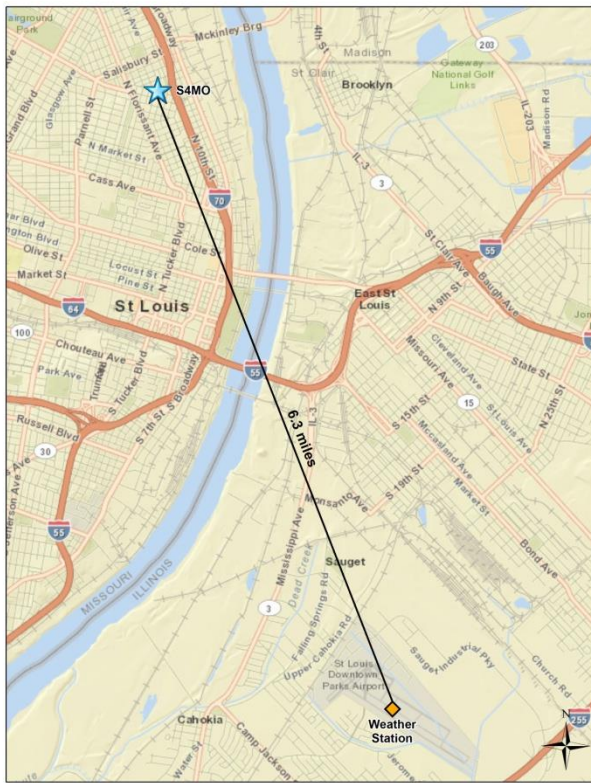 Fairground
Park
Salisbury St
Broadway
Mckinley Brg
4th St
Madison
203
St Clair
Brooklyn
Gateway
National Golf
Links
Madison Rd
IL-203
S4MO
Grand Blvd
Glasgow Ave
Parnell St
N Florissant Ave
N 10th St
N Market St
IL-3
3
Cass Ave
70
N Tucker Blvd
Cole St
St Clair Ave
55
Olive St
Market St
Locust St
Pine St
N 9th St
Baugh Ave
64
St Louis
East St
Louis
100
Chouteau Ave
Park Ave
S Tucker Blvd
S 7th St
S Broadway
55
Missouri Ave
Cleveland Ave
State St
55
Russell Blvd
30
6.3 miles
IL-3
S 15th St
15
St Louis Ave
N 25th St
Mccasland Ave
Market St
S 19th St
Jefferson Ave
55
Monsanto Ave
Bond Ave
MISSOURI
ILLINOIS
Mississippi Ave
Dead Creek
Sauget
3
Falling Springs Rd
Upper Cahokia Rd
St Louis
Downtown
Parks Airport
Sauget Industrial Pky
Church Rd
Cahokia
Weather
Station
255
N
Water St
Camp Jackson
Jerome